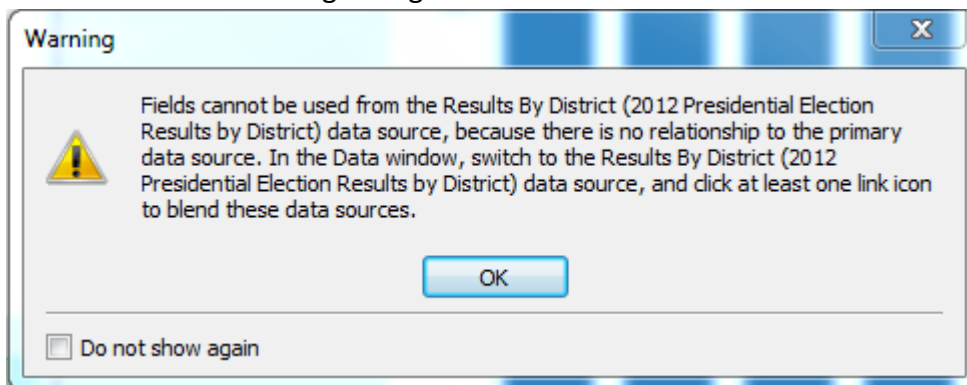 Warning
Fields cannot be used from the Results By District (2012 Presidential Election
Results by District) data source, because there is no relationship to the primary
data source. In the Data window, switch to the Results By District (2012
Presidential Election Results by District) data source, and click at least one link icon
to blend these data sources.
OK
Do not show again